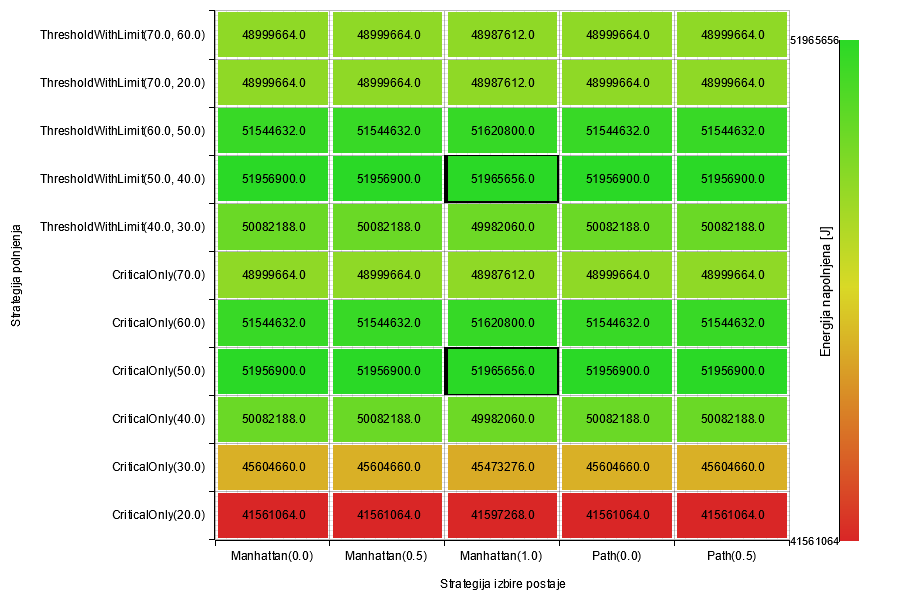 ThresholdWithLimit(70.0, 60.0) 48999664.0 48999664.0 48987612.0 48999664.0 48999664.0
51965656
ThresholdWithLimit(70.0, 20.0) 48999664.0 48999664.0 48987612.0 48999664.0 48999664.0
ThresholdWithLimit(60.0, 50.0) 51544632.0 51544632.0 51620800.0 51544632.0 51544632.0
ThresholdWithLimit(50.0, 40.0) 51956900.0 51956900.0 51965656.0 51956900.0 51956900.0
ThresholdWithLimit(40.0, 30.0) 50082188.0 50082188.0 49982060.0 50082188.0 50082188.0
CriticalOnly(70.0) 48999664.0 48999664.0 48987612.0 48999664.0 48999664.0
CriticalOnly(60.0) 51544632.0 51544632.0 51620800.0 51544632.0 51544632.0
CriticalOnly(50.0) 51956900.0 51956900.0 51965656.0 51956900.0 51956900.0
CriticalOnly(40.0) 50082188.0 50082188.0 49982060.0 50082188.0 50082188.0
CriticalOnly(30.0) 45604660.0 45604660.0 45473276.0 45604660.0 45604660.0
CriticalOnly(20.0) 41561064.0 41561064.0 41597268.0 41561064.0 41561064.0
41561064
Manhattan(0.0) Manhattan(0.5) Manhattan(1.0) Path(0.0) Path(0.5)
Strategija izbire postaje
Strategija polnjenja
Energija napolnjena [J]